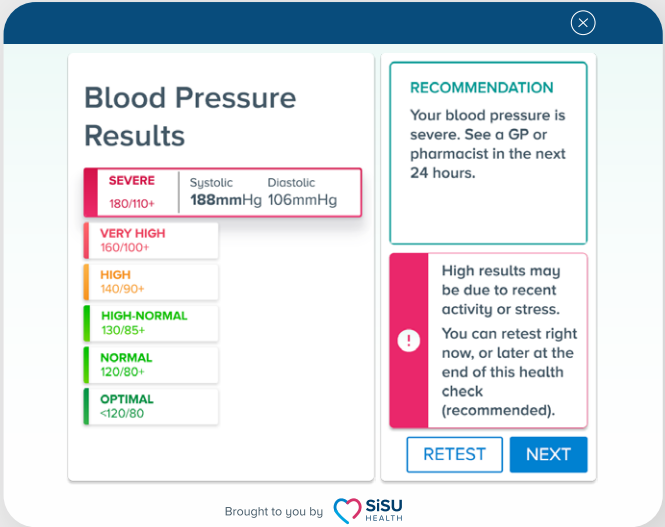 Blood Pressure
Results
SEVERE
180/110+
Systolic
188mmHg
Diastolic
106mmHg
VERY HIGH
160/100+
HIGH
140/90+
HIGH-NORMAL
130/85+
NORMAL
120/80+
OPTIMAL
<120/80
RECOMMENDATION
Your blood pressure is
severe. See a GP or
pharmacist in the next
24 hours.
High results may
be due to recent
activity or stress.
You can retest right
now, or later at the
end of this health
check
(recommended).
RETEST
NEXT
Brought to you by
SiSU
HEALTH